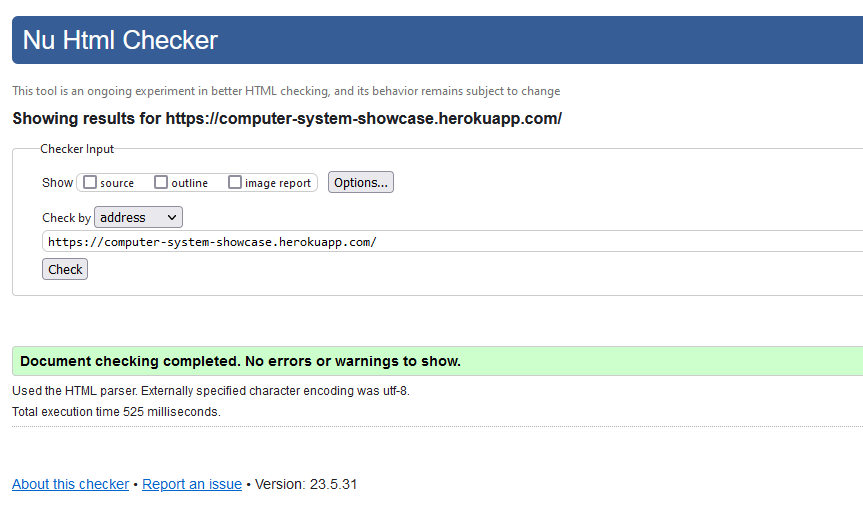 Nu Html Checker
This tool is an ongoing experiment in better HTML checking, and its behavior remains subject to change
Showing results for https://computer-system-showcase.herokuapp.com/
Checker Input
Show source outline image report Options...
Check by address
https://computer-system-showcase.herokuapp.com/
Check
Document checking completed. No errors or warnings to show.
Used the HTML parser. Externally specified character encoding was utf-8.
Total execution time 525 milliseconds.
About this checker • Report an issue • Version: 23.5.31